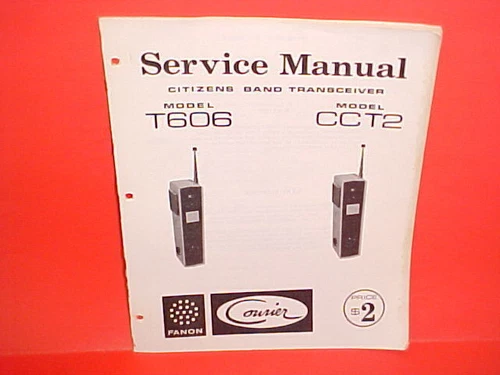 Service Manual
CITIZENS BAND TRANSCEIVER
MODEL MODEL
T606 CCT2
FANON Courier PRICE
$2